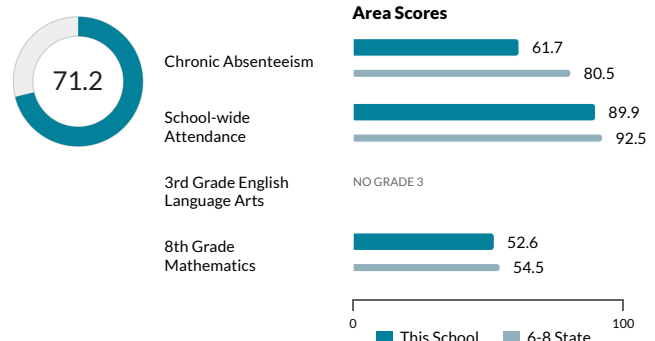 Area Scores
71.2
Chronic Absenteeism
61.7
80.5
School-wide
Attendance
89.9
92.5
3rd Grade English
Language Arts
NO GRADE 3
8th Grade
Mathematics
52.6
54.5
0
100
This School
6-8 State